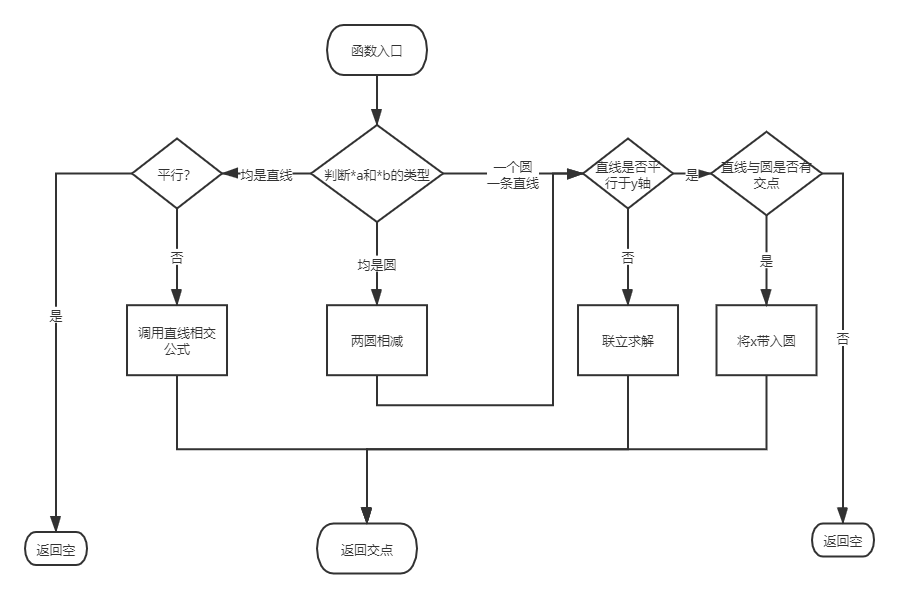 函数入口
平行?
均是直线
判断*a和*b的类型
一个圆
一条直线
直线是否平
行于y轴
是
直线与圆是否有
交点
否
均是圆
否
是
是
否
调用直线相交
公式
两圆相减
联立求解
将x带入圆
返回空
返回交点
返回空